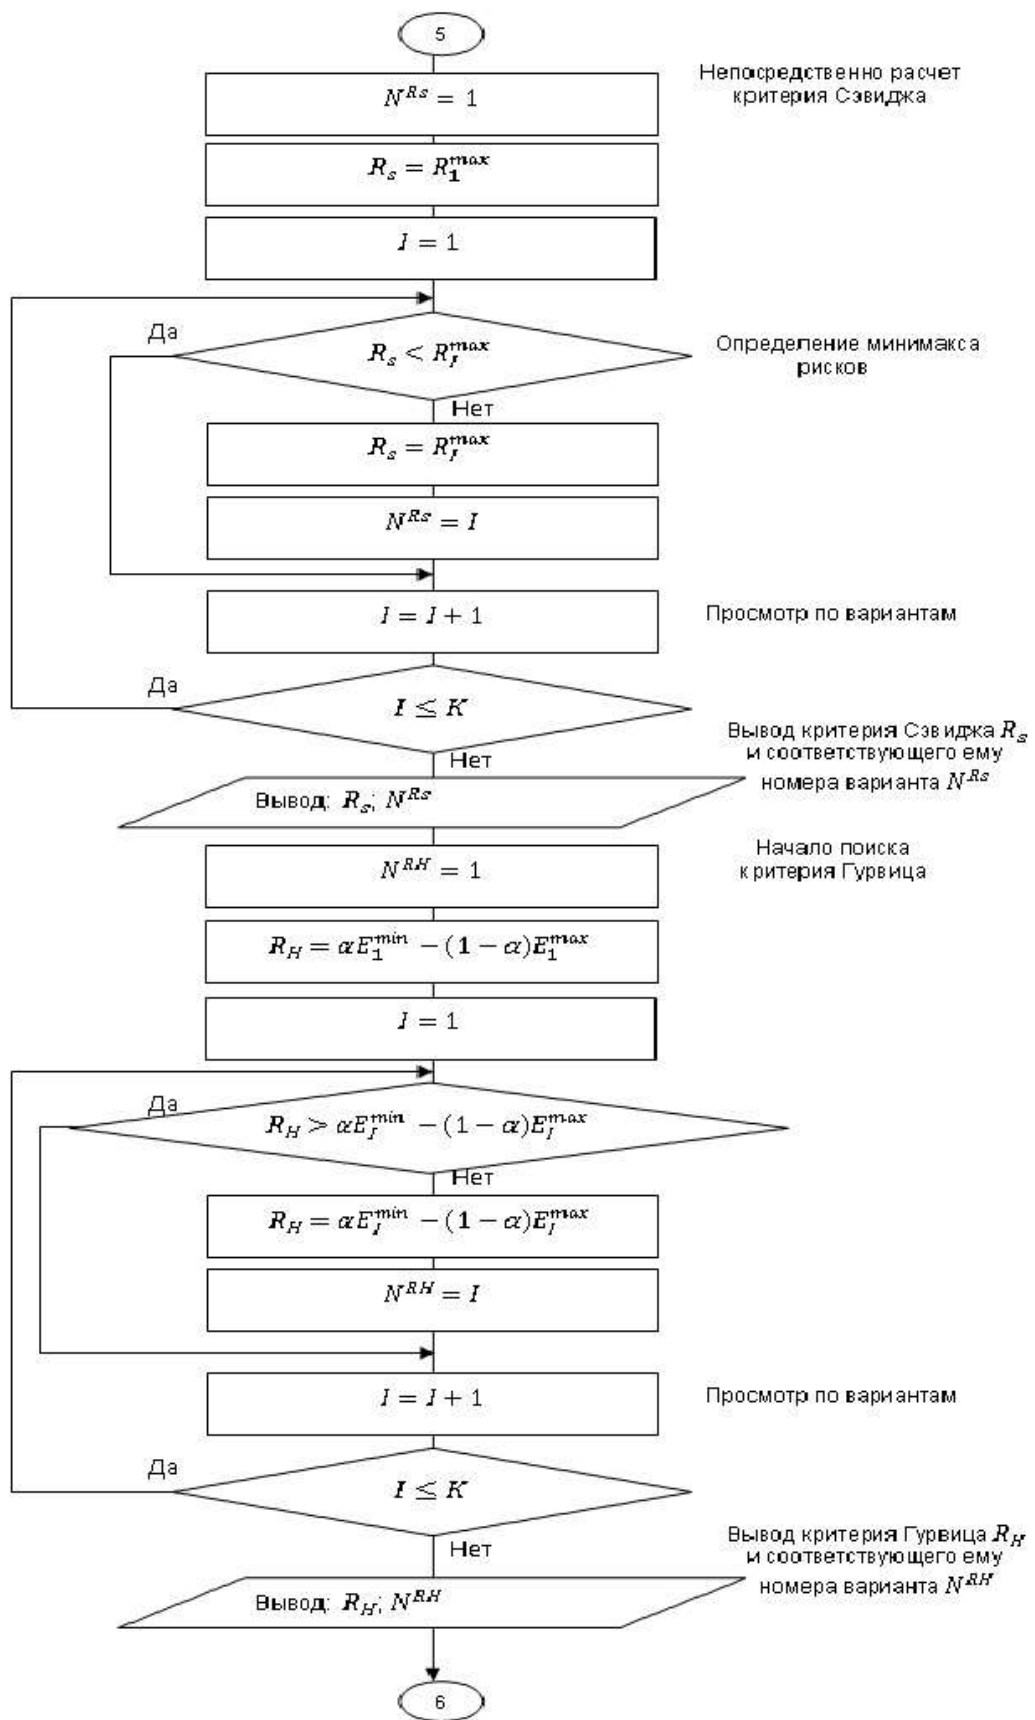 5
Непосредственно расчет
критерия Сэвиджа
N^{Rs} = 1
R_s = R_1^{max}
I = 1
Да
R_s < R_I^{max}
Определение минимакса
рисков
Нет
R_s = R_I^{max}
N^{Rs} = I
I = I + 1
Просмотр по вариантам
Да
I ≤ K
Нет
Вывод критерия Сэвиджа R_s
и соответствующего ему
номера варианта N^{Rs}
Вывод: R_s; N^{Rs}
Начало поиска
критерия Гурвица
N^{RH} = 1
R_H = αE_1^{min} − (1 − α)E_1^{max}
I = 1
Да
R_H > αE_I^{min} − (1 − α)E_I^{max}
Нет
R_H = αE_I^{min} − (1 − α)E_I^{max}
N^{RH} = I
I = I + 1
Просмотр по вариантам
Да
I ≤ K
Нет
Вывод критерия Гурвица R_H
и соответствующего ему
номера варианта N^{RH}
Вывод: R_H; N^{RH}
6